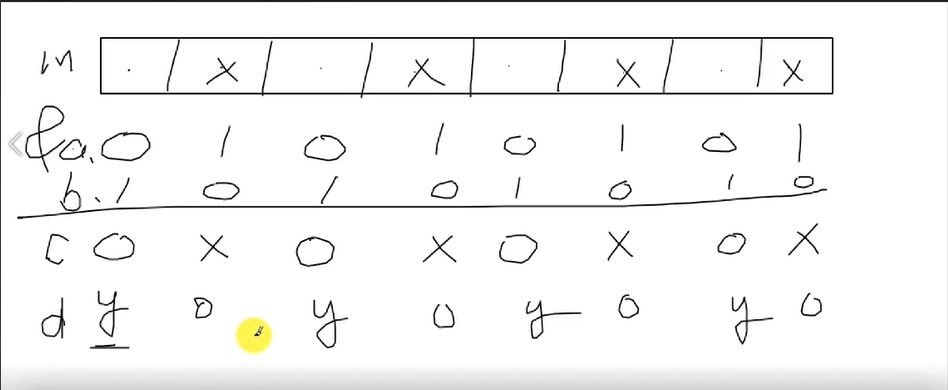 m . / x / . / x | . / x / . | x
a. 0 1 0 1 0 1 0 1
b. 1 0 1 0 1 0 1 0
c 0 x 0 x 0 x 0 x
d y 0 y 0 y 0 y 0